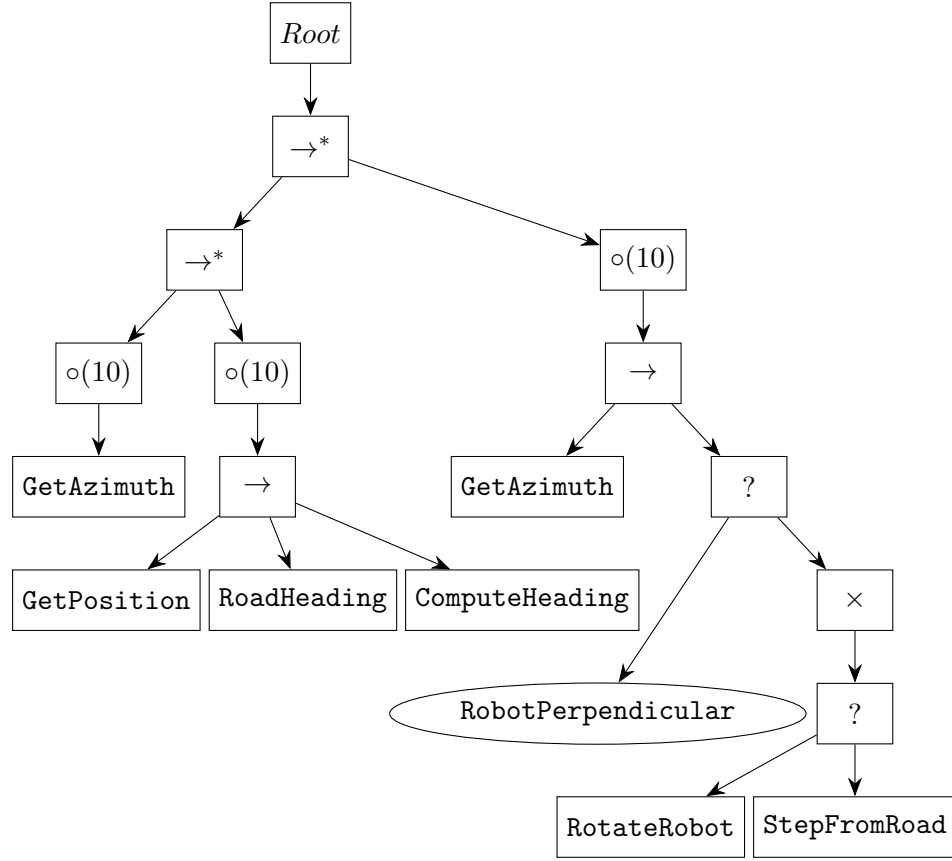 Root
→*
→*
∘(10)
∘(10)
∘(10)
→
GetAzimuth
→
GetAzimuth
?
GetPosition
RoadHeading
ComputeHeading
×
RobotPerpendicular
?
RotateRobot
StepFromRoad